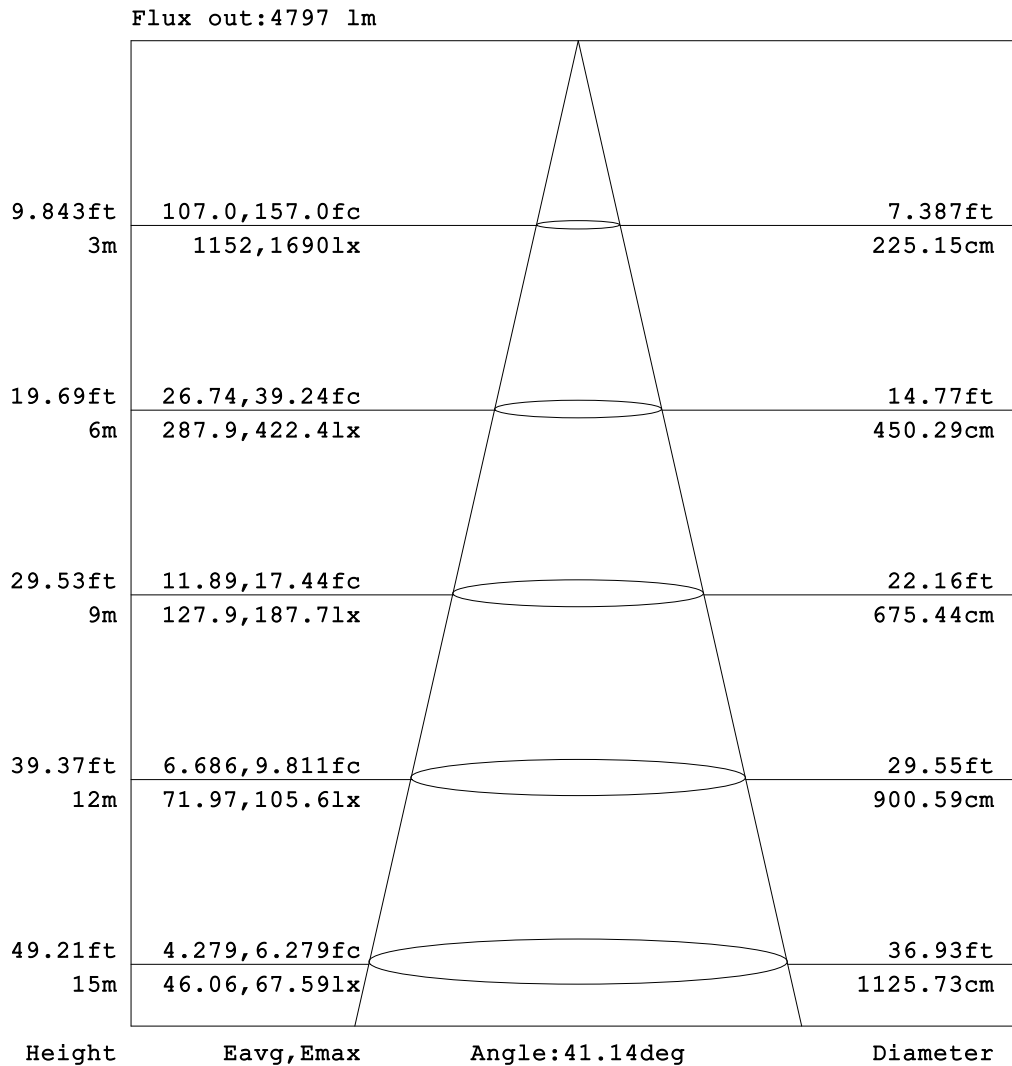 Flux out:4797 lm
9.843ft 107.0,157.0fc 7.387ft
3m 1152,1690lx 225.15cm
19.69ft 26.74,39.24fc 14.77ft
6m 287.9,422.4lx 450.29cm
29.53ft 11.89,17.44fc 22.16ft
9m 127.9,187.7lx 675.44cm
39.37ft 6.686,9.811fc 29.55ft
12m 71.97,105.6lx 900.59cm
49.21ft 4.279,6.279fc 36.93ft
15m 46.06,67.59lx 1125.73cm
Height Eavg,Emax Angle:41.14deg Diameter